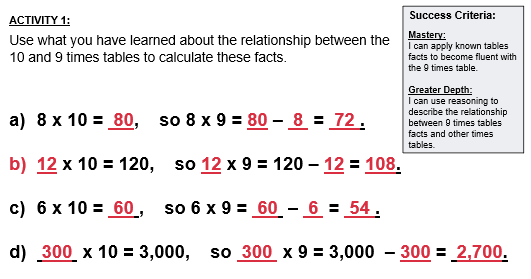 ACTIVITY 1:
Use what you have learned about the relationship between the
10 and 9 times tables to calculate these facts.
a) 8 x 10 = 80, so 8 x 9 = 80 – 8 = 72 .
b) 12 x 10 = 120, so 12 x 9 = 120 – 12 = 108.
c) 6 x 10 = 60 , so 6 x 9 = 60 – 6 = 54 .
d) 300 x 10 = 3,000, so 300 x 9 = 3,000 – 300 = 2,700.
Success Criteria:
Mastery:
I can apply known tables
facts to become fluent with
the 9 times table.
Greater Depth:
I can use reasoning to
describe the relationship
between 9 times tables
facts and other times
tables.